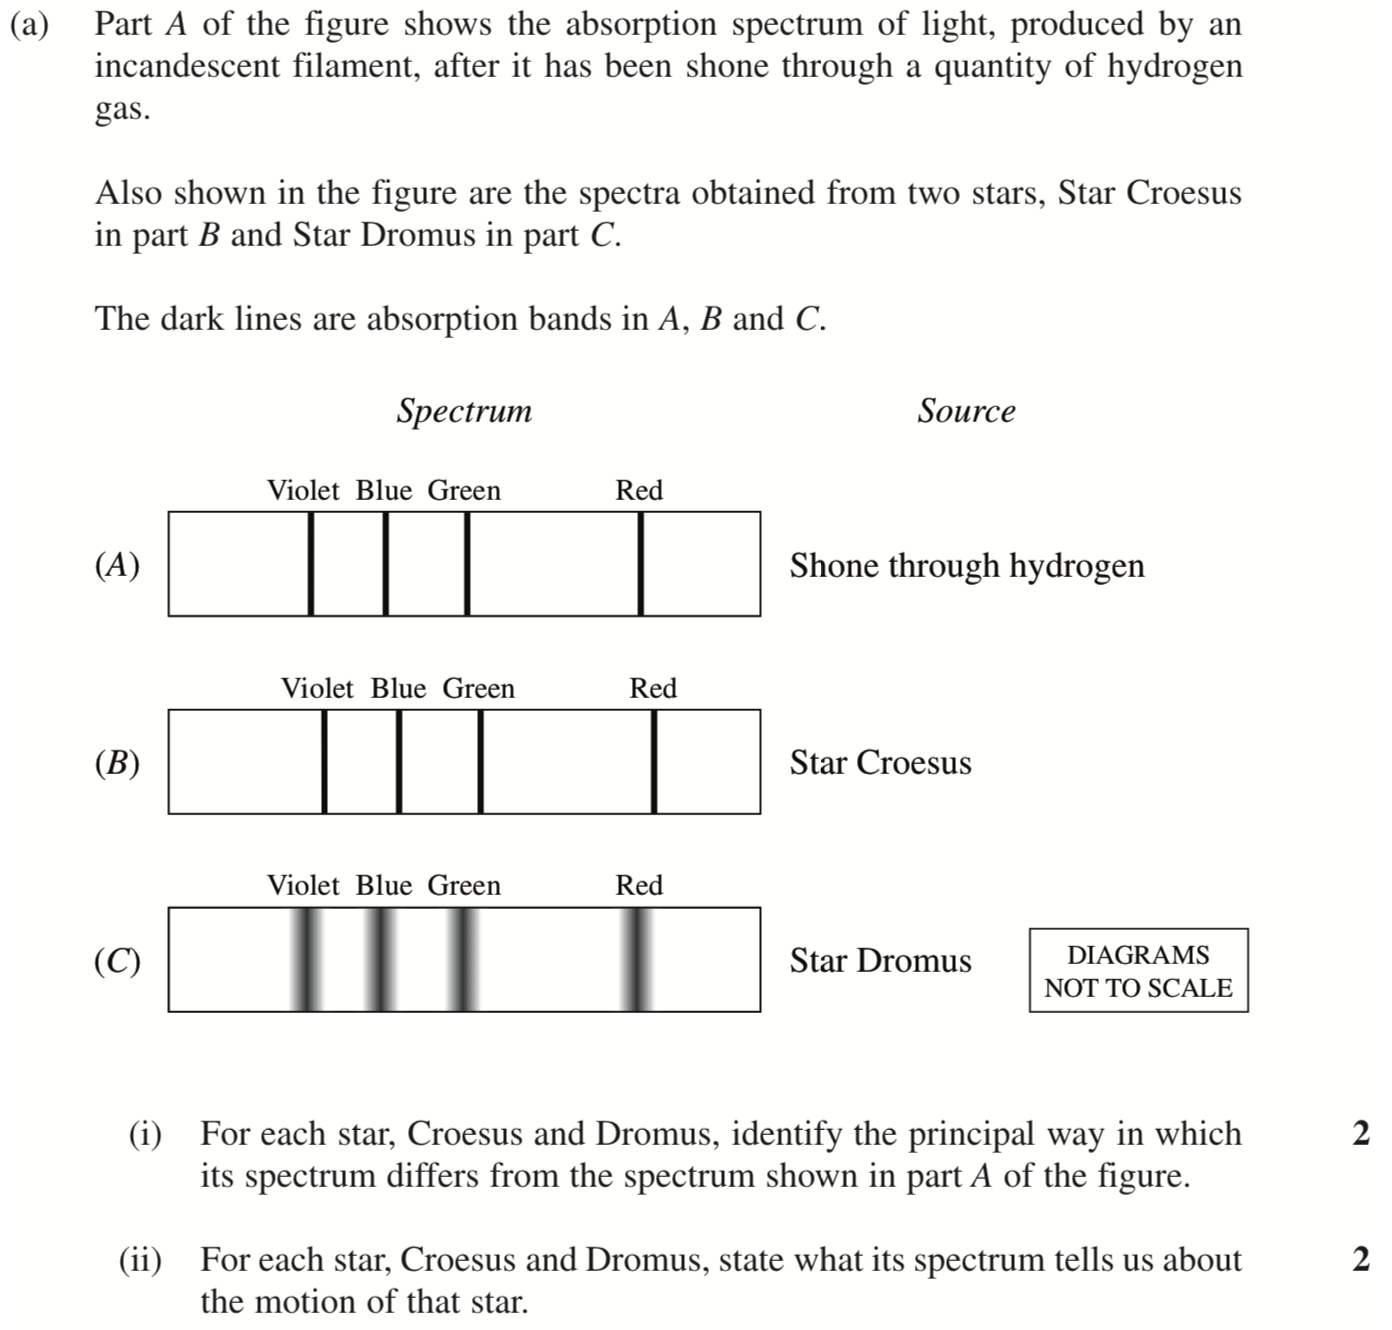 (a) Part A of the figure shows the absorption spectrum of light, produced by an
incandescent filament, after it has been shone through a quantity of hydrogen
gas.
Also shown in the figure are the spectra obtained from two stars, Star Croesus
in part B and Star Dromus in part C.
The dark lines are absorption bands in A, B and C.
Spectrum Source
Violet Blue Green Red
(A) Shone through hydrogen
Violet Blue Green Red
(B) Star Croesus
Violet Blue Green Red
(C) Star Dromus
DIAGRAMS
NOT TO SCALE
(i) For each star, Croesus and Dromus, identify the principal way in which 2
its spectrum differs from the spectrum shown in part A of the figure.
(ii) For each star, Croesus and Dromus, state what its spectrum tells us about 2
the motion of that star.